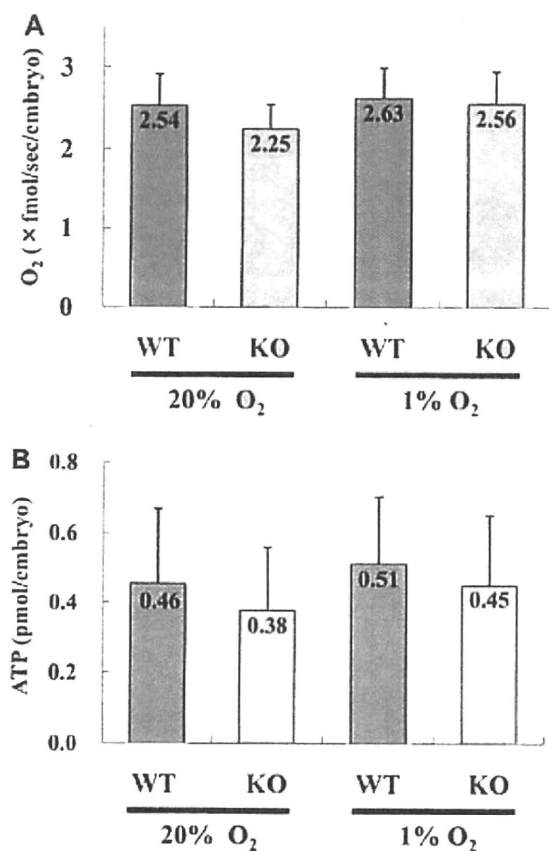 A
O₂ (× fmol/sec/embryo)
3
2
1
0
2.54
2.25
2.63
2.56
WT KO WT KO
20% O₂ 1% O₂
B
ATP (pmol/embryo)
0.8
0.6
0.4
0.2
0.0
0.46
0.38
0.51
0.45
WT KO WT KO
20% O₂ 1% O₂